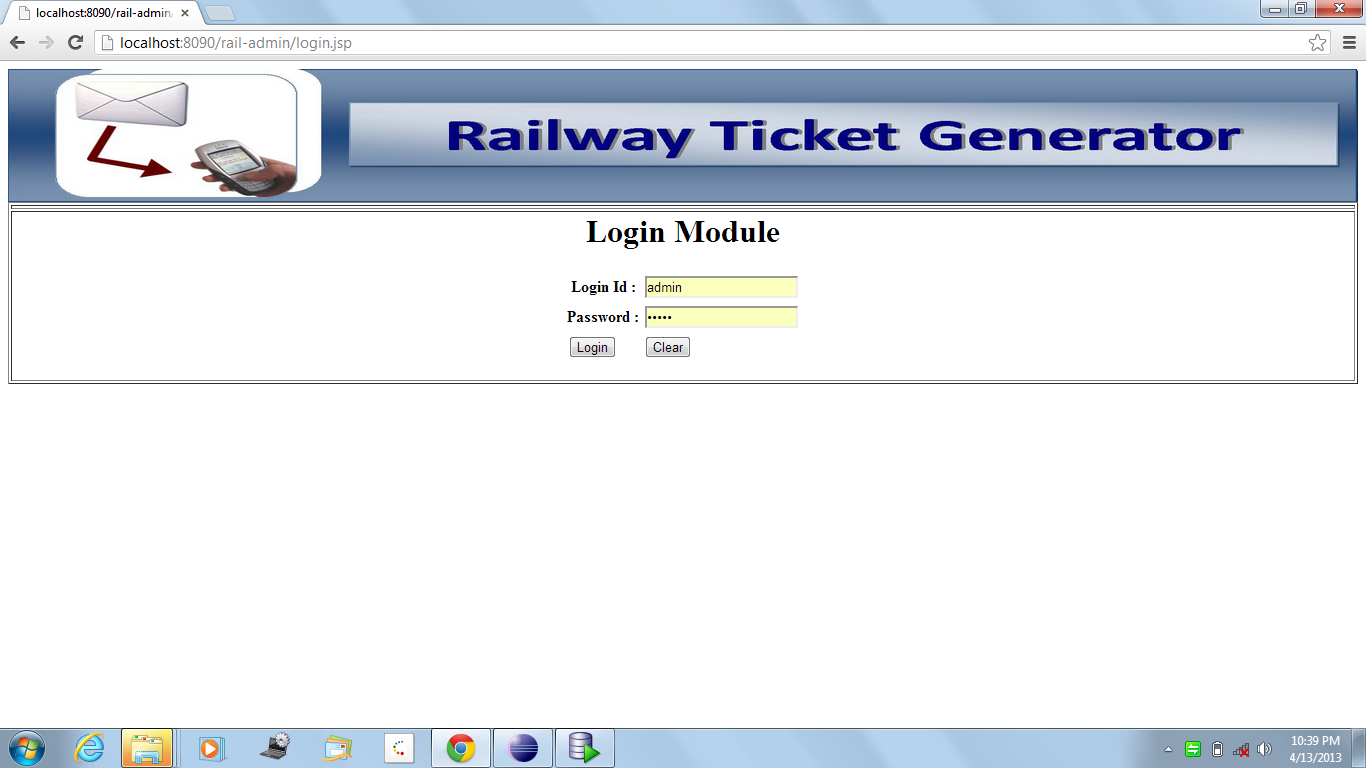 localhost:8090/rail-admin/
localhost:8090/rail-admin/login.jsp
Railway Ticket Generator
Login Module
Login Id : admin
Password : •••••
Login Clear
10:39 PM
4/13/2013